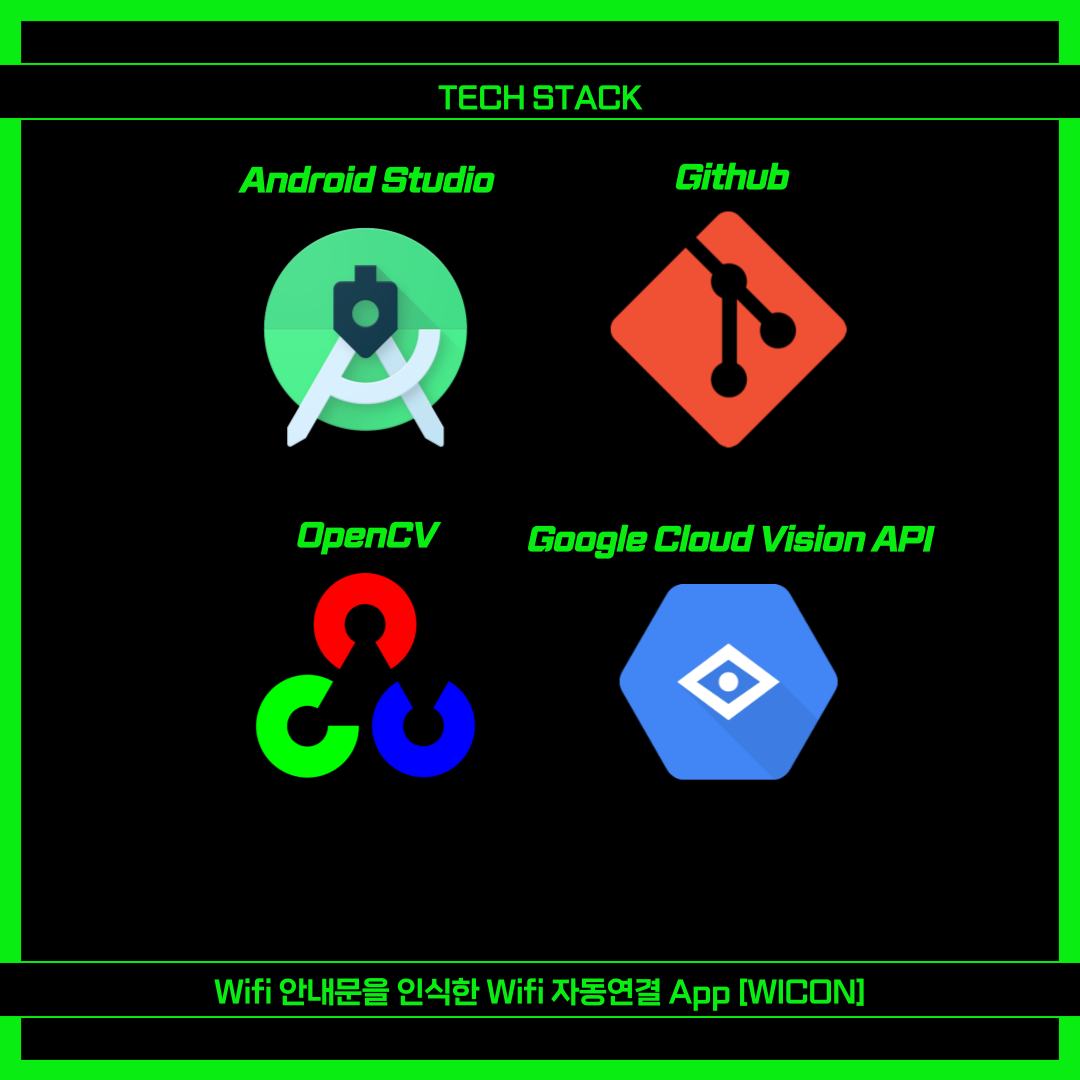 TECH STACK
Android Studio
Github
OpenCV
Google Cloud Vision API
Wifi 안내문을 인식한 Wifi 자동연결 App [WICON]